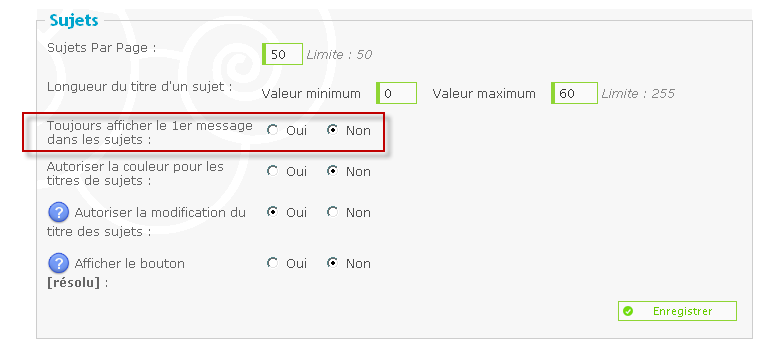 Sujets
Sujets Par Page : 50 Limite : 50
Longueur du titre d'un sujet : Valeur minimum 0 Valeur maximum 60 Limite : 255
Toujours afficher le 1er message Oui Non
dans les sujets :
Autoriser la couleur pour les Oui Non
titres de sujets :
? Autoriser la modification du Oui Non
titre des sujets :
? Afficher le bouton Oui Non
[résolu] :
Enregistrer